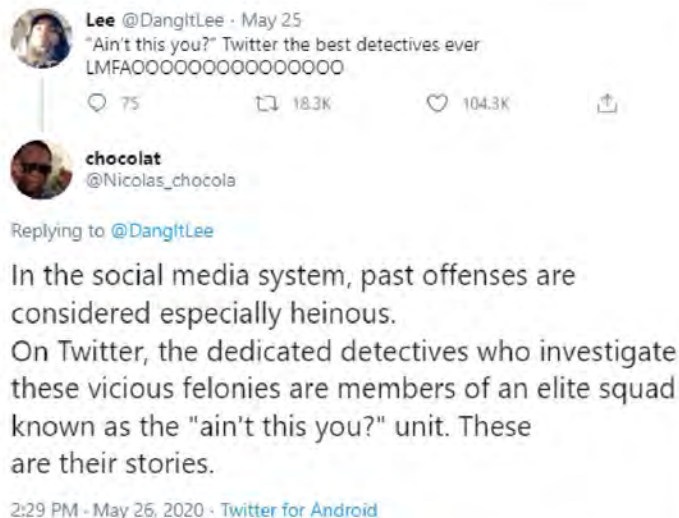 Lee @DangItLee · May 25
"Ain't this you?" Twitter the best detectives ever
LMFAOOOOOOOOOOOOOOO
75 18.3K 104.3K
chocolat
@Nicolas_chocola
Replying to @DangItLee
In the social media system, past offenses are
considered especially heinous.
On Twitter, the dedicated detectives who investigate
these vicious felonies are members of an elite squad
known as the "ain't this you?" unit. These
are their stories.
2:29 PM · May 26, 2020 · Twitter for Android